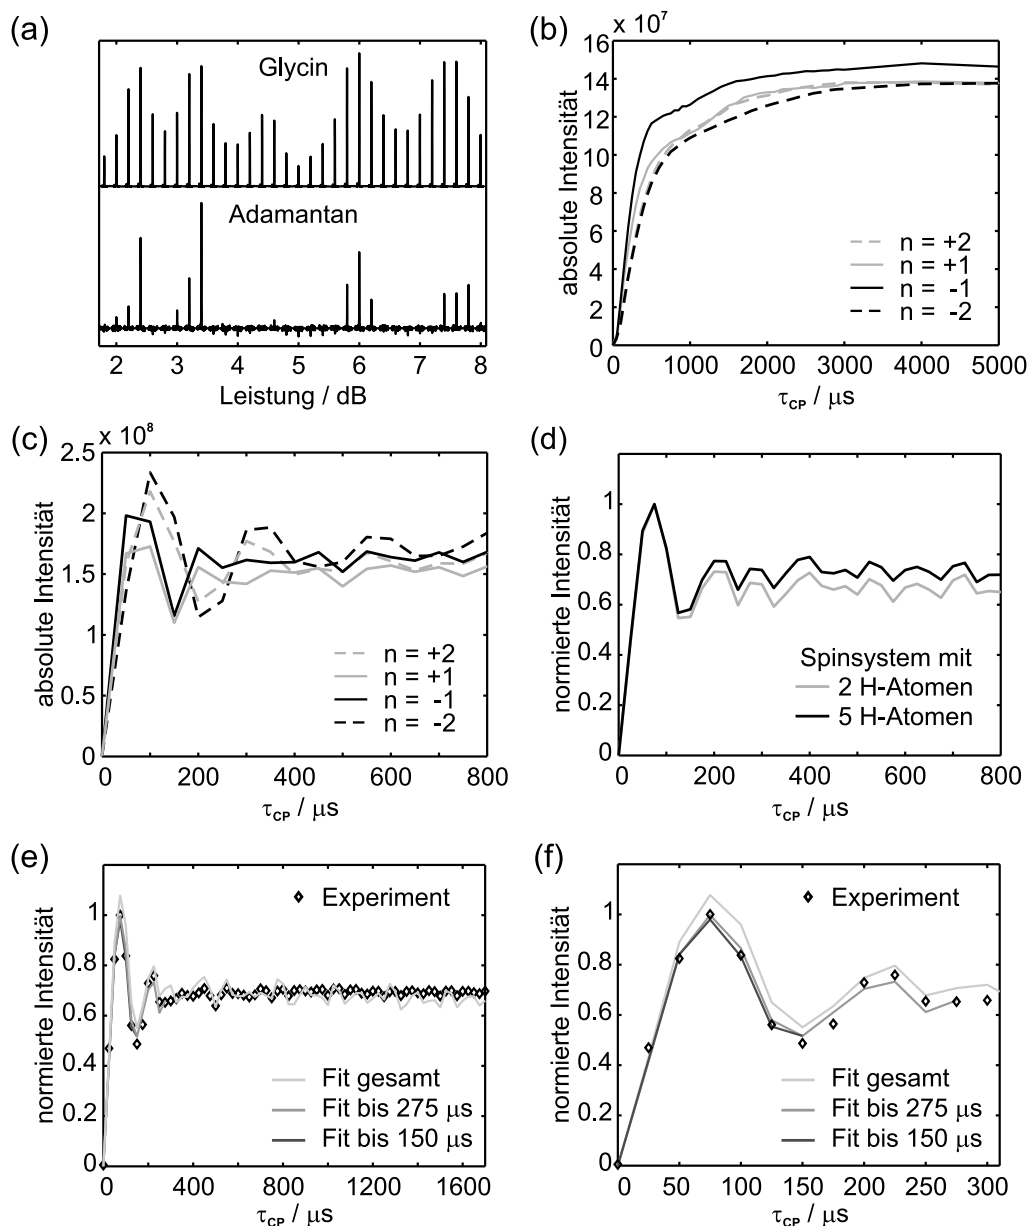 (a)
Glycin
Adamantan
2 3 4 5 6 7 8
Leistung / dB
(b)
x 10⁷
absolute Intensität
16
14
12
10
8
6
4
2
0
n = +2
n = +1
n = -1
n = -2
0 1000 2000 3000 4000 5000
τCP / μs
(c)
x 10⁸
absolute Intensität
2.5
2
1.5
1
0.5
0
n = +2
n = +1
n = -1
n = -2
0 200 400 600 800
τCP / μs
(d)
normierte Intensität
1
0.8
0.6
0.4
0.2
0
Spinsystem mit
2 H-Atomen
5 H-Atomen
0 200 400 600 800
τCP / μs
(e)
normierte Intensität
1
0.8
0.6
0.4
0.2
0
Experiment
Fit gesamt
Fit bis 275 μs
Fit bis 150 μs
0 400 800 1200 1600
τCP / μs
(f)
normierte Intensität
1
0.8
0.6
0.4
0.2
0
Experiment
Fit gesamt
Fit bis 275 μs
Fit bis 150 μs
0 50 100 150 200 250 300
τCP / μs